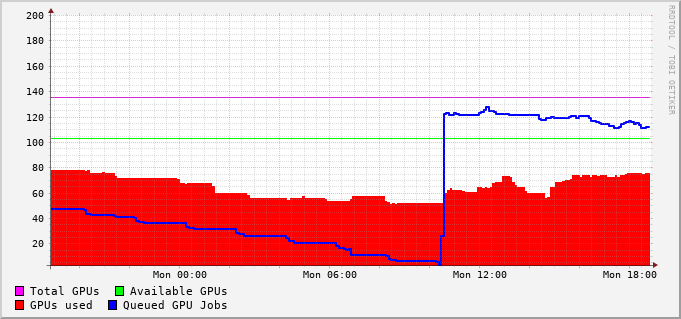 RRDTOOL / TOBI OETIKER
200
180
160
140
120
100
80
60
40
20
Mon 00:00 Mon 06:00 Mon 12:00 Mon 18:00
Total GPUs Available GPUs
GPUs used Queued GPU Jobs